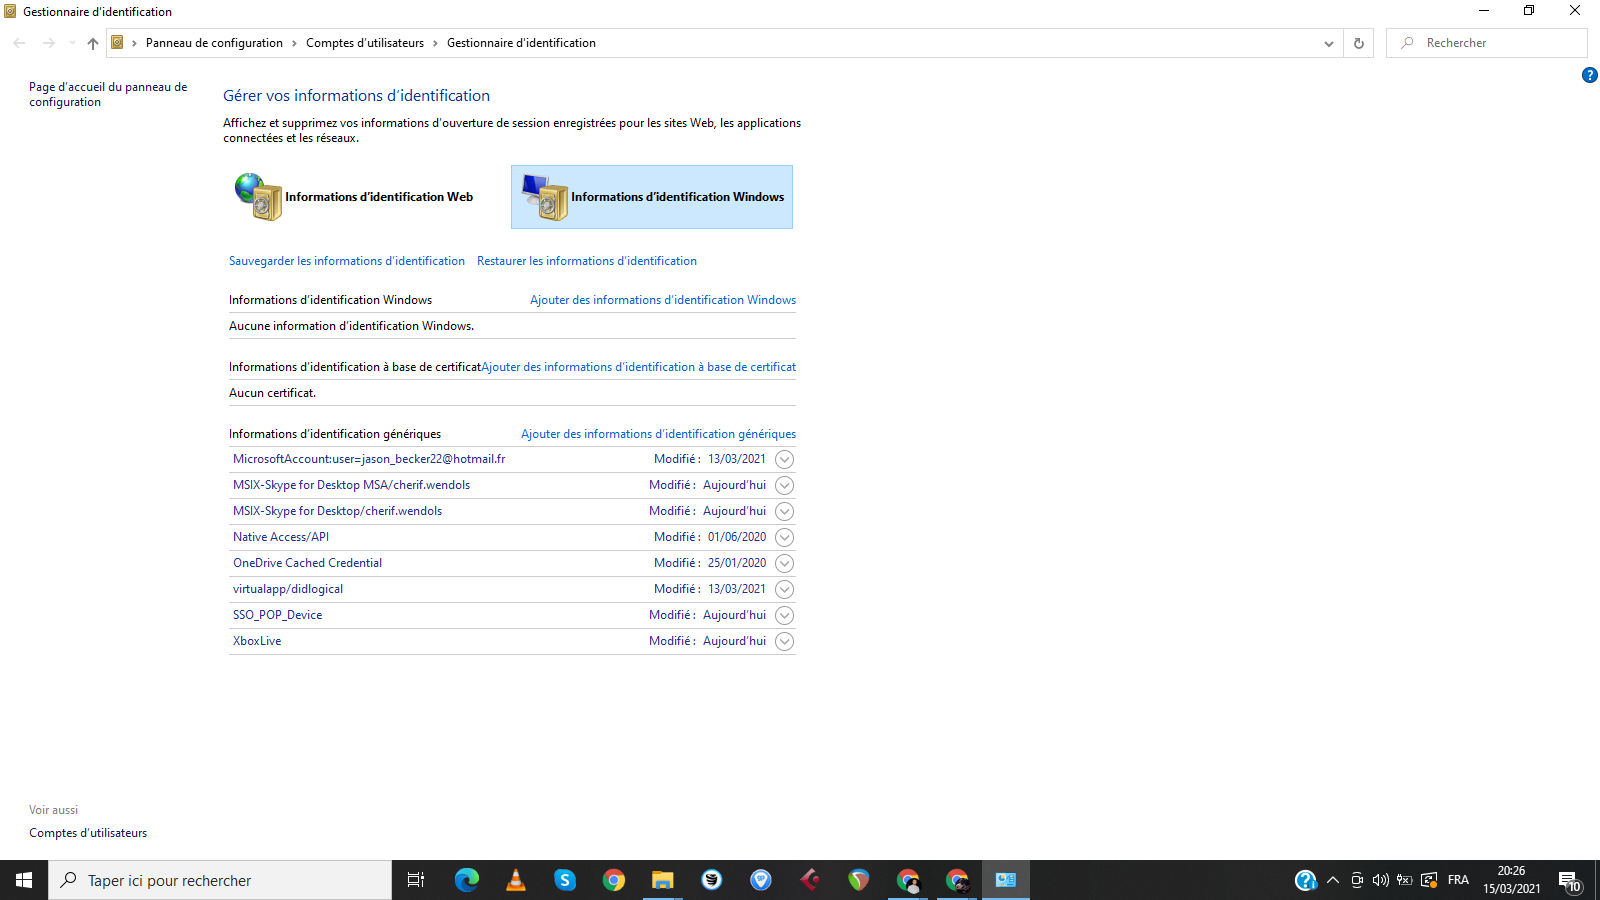 Gestionnaire d'identification
Panneau de configuration
Comptes d'utilisateurs
Gestionnaire d'identification
Rechercher
Page d'accueil du panneau de
configuration
Gérer vos informations d'identification
Affichez et supprimez vos informations d'ouverture de session enregistrées pour les sites Web, les applications
connectées et les réseaux.
Informations d'identification Web
Informations d'identification Windows
Sauvegarder les informations d'identification
Restaurer les informations d'identification
Informations d'identification Windows
Ajouter des informations d'identification Windows
Aucune information d'identification Windows.
Informations d'identification à base de certificat
Ajouter des informations d'identification à base de certificat
Aucun certificat.
Informations d'identification génériques
Ajouter des informations d'identification génériques
MicrosoftAccount:user=jason_becker22@hotmail.fr Modifié : 13/03/2021
MSIX-Skype for Desktop MSA/cherif.wendols Modifié : Aujourd'hui
MSIX-Skype for Desktop/cherif.wendols Modifié : Aujourd'hui
Native Access/API Modifié : 01/06/2020
OneDrive Cached Credential Modifié : 25/01/2020
virtualapp/didlogical Modifié : 13/03/2021
SSO_POP_Device Modifié : Aujourd'hui
XboxLive Modifié : Aujourd'hui
Voir aussi
Comptes d'utilisateurs
Taper ici pour rechercher
FRA
20:26
15/03/2021
10